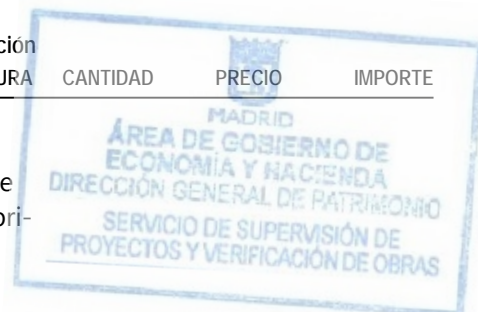 ción
URA CANTIDAD PRECIO IMPORTE
MADRID
ÁREA DE GOBIERNO DE
ECONOMÍA Y HACIENDA
DIRECCIÓN GENERAL DE PATRIMONIO
SERVICIO DE SUPERVISIÓN DE
PROYECTOS Y VERIFICACIÓN DE OBRAS
e
ori-